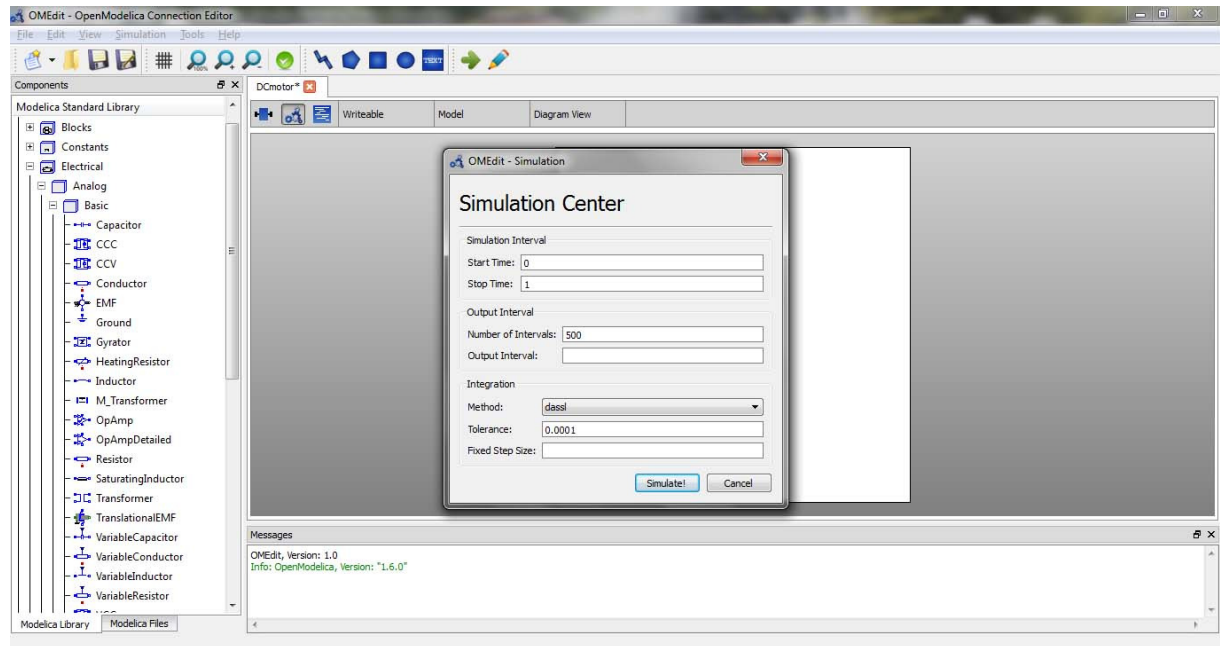 OMEdit - OpenModelica Connection Editor
File Edit View Simulation Tools Help
100%
TEXT
Components
DCmotor*
Modelica Standard Library
Writeable
Model
Diagram View
Blocks
Constants
Electrical
Analog
Basic
Capacitor
CCC
CCV
Conductor
EMF
Ground
Gyrator
HeatingResistor
Inductor
M_Transformer
OpAmp
OpAmpDetailed
Resistor
SaturatingInductor
Transformer
TranslationalEMF
VariableCapacitor
VariableConductor
VariableInductor
VariableResistor
Modelica Library
Modelica Files
OMEdit - Simulation
Simulation Center
Simulation Interval
Start Time: 0
Stop Time: 1
Output Interval
Number of Intervals: 500
Output Interval:
Integration
Method: dassl
Tolerance: 0.0001
Fixed Step Size:
Simulate! Cancel
Messages
OMEdit, Version: 1.0
Info: OpenModelica, Version: "1.6.0"